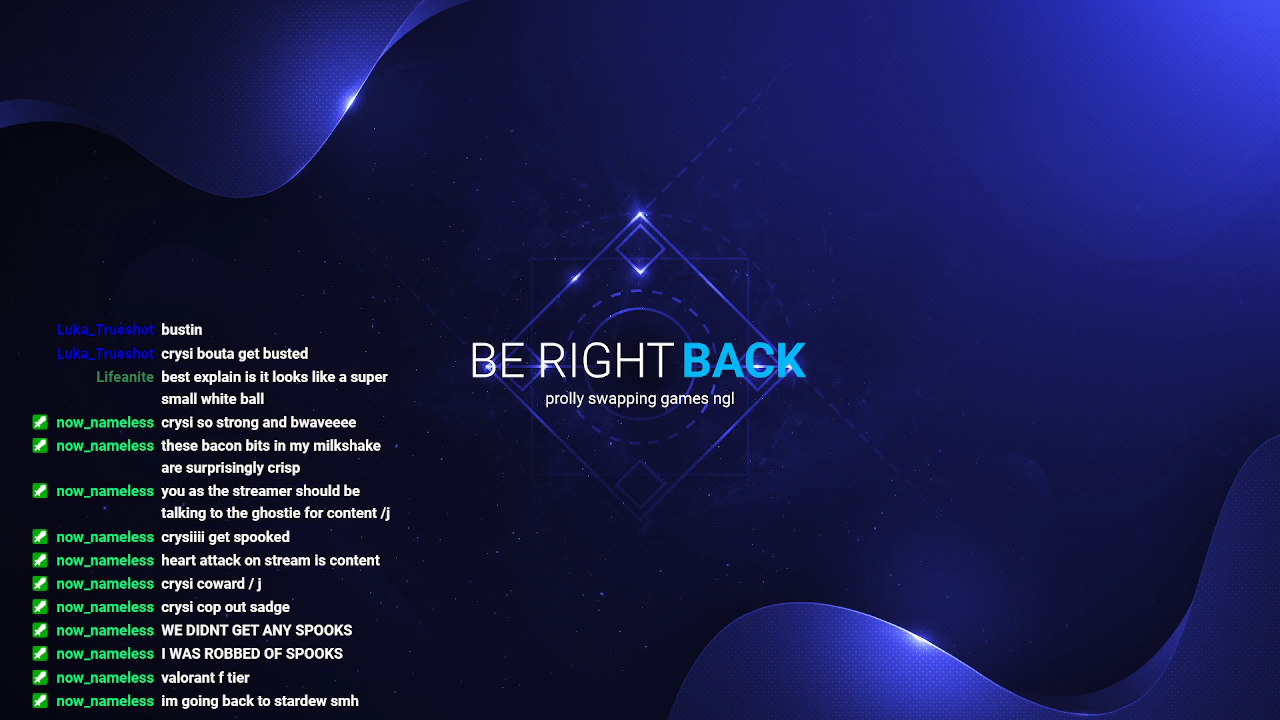 BE RIGHT BACK
prolly swapping games ngl
Luka_Trueshot bustin
Luka_Trueshot crysi bouta get busted
Lifeanite best explain is it looks like a super
small white ball
now_nameless crysi so strong and bwaveeee
now_nameless these bacon bits in my milkshake
are surprisingly crisp
now_nameless you as the streamer should be
talking to the ghostie for content /j
now_nameless crysiiii get spooked
now_nameless heart attack on stream is content
now_nameless crysi coward / j
now_nameless crysi cop out sadge
now_nameless WE DIDNT GET ANY SPOOKS
now_nameless I WAS ROBBED OF SPOOKS
now_nameless valorant f tier
now_nameless im going back to stardew smh